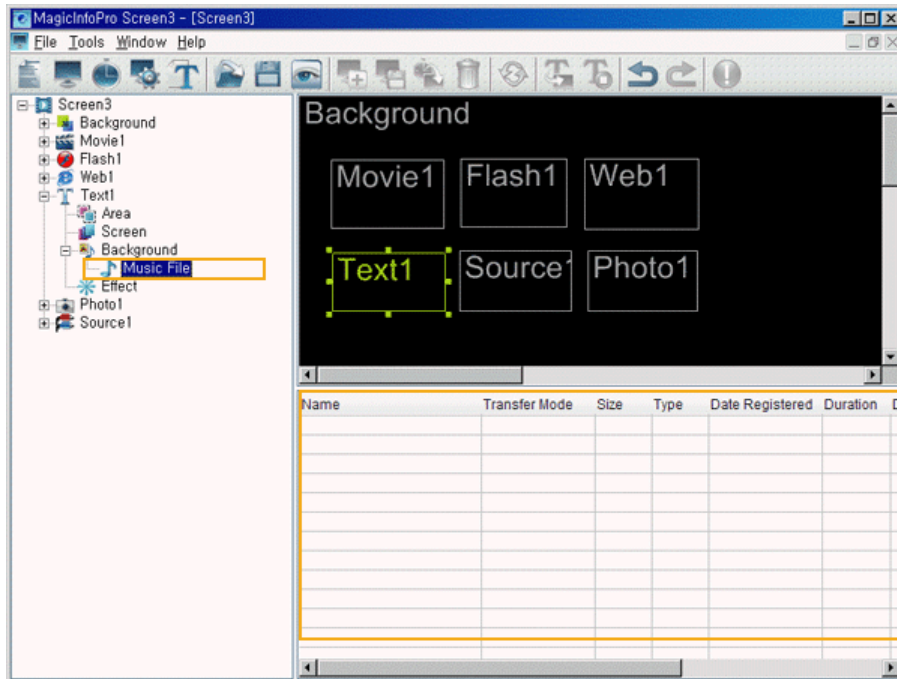 MagicInfoPro Screen3 - [Screen3]
File Tools Window Help
Screen3
Background
Movie1
Flash1
Web1
Text1
Area
Screen
Background
Music File
Effect
Photo1
Source1
Background
Movie1 Flash1 Web1
Text1 Source1 Photo1
Name Transfer Mode Size Type Date Registered Duration D